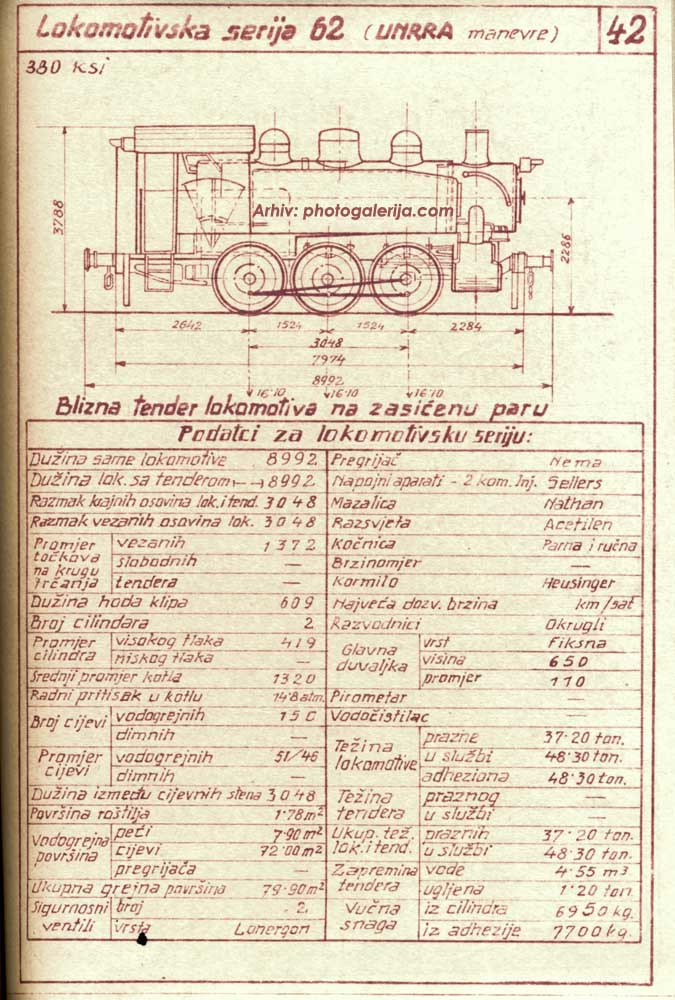 Lokomotivska serija 62 (UNRRA manevre) 42
330 KSi
Arhiv: photogalerija.com
3788
2286
2642 1524 1524 2284
3048
7974
8992
16·10 16·10 16·10
Blizna tender lokomotiva na zasićenu paru
Podatci za lokomotivsku seriju:
Dužina same lokomotive 8992 Pregrijač Nema
Dužina lok. sa tenderom 8992 Napojni aparati - 2 kom. Inj. Sellers
Razmak krajnih osovina lok. i tend. 3048 Mazalica Nathan
Razmak vezanih osovina lok. 3048 Razsvjeta Acetilen
Promjer točkova na krugu trčanja vezanih 1372 Kočnica Parna i ručna
slobodnih — Brzinomjer —
tendera — Kormilo Heusinger
Dužina hoda klipa 609 Najveća dozv. brzina km/sat
Broj cilindara 2 Razvodnici Okrugli
Promjer cilindra visokog tlaka 419 Glavna duvaljka vrst Fiksna
niskog tlaka — visina 650
Srednji promjer kotla 1320 promjer 110
Radni pritisak u kotlu 14·8 atm. Pirometar —
Broj cijevi vodogrejnih 150 Vodočistilac —
dimnih — Težina lokomotive prazne 37·20 ton.
Promjer cijevi vodogrejnih 51/46 u službi 48·30 ton.
dimnih — adheziona 48·30 ton.
Dužina između cijevnih stena 3048 Težina tendera praznog —
Površina roštilja 1·78 m² u službi —
Vodogrejna površina peći 7·90 m² Ukup. tež. lok. i tend. praznih 37·20 ton.
cijevi 72·00 m² u službi 48·30 ton.
pregrijača — Zapremina tendera vode 4·55 m³
Ukupna grejna površina 79·90 m² ugljena 1·20 ton
Sigurnosni ventili broj 2. Vučna snaga iz cilindra 6950 kg.
vrsta Lonergon iz adhezije 7700 kg.